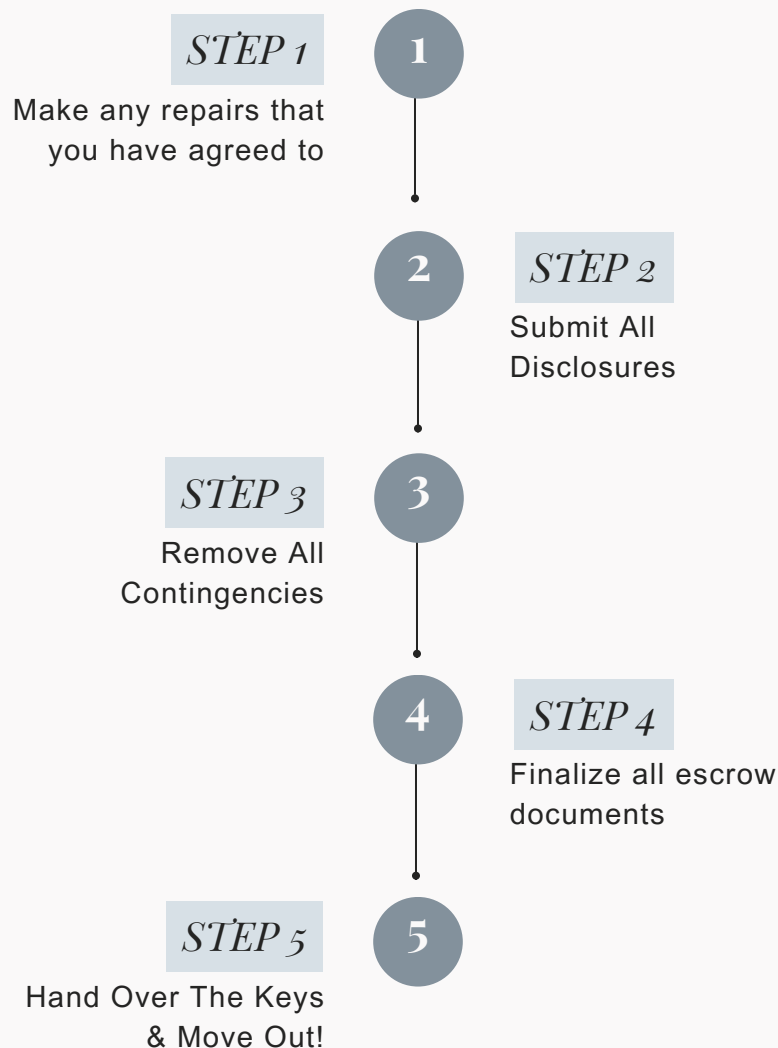 STEP 1
1
Make any repairs that
you have agreed to
2
STEP 2
Submit All
Disclosures
STEP 3
3
Remove All
Contingencies
4
STEP 4
Finalize all escrow
documents
STEP 5
5
Hand Over The Keys
& Move Out!